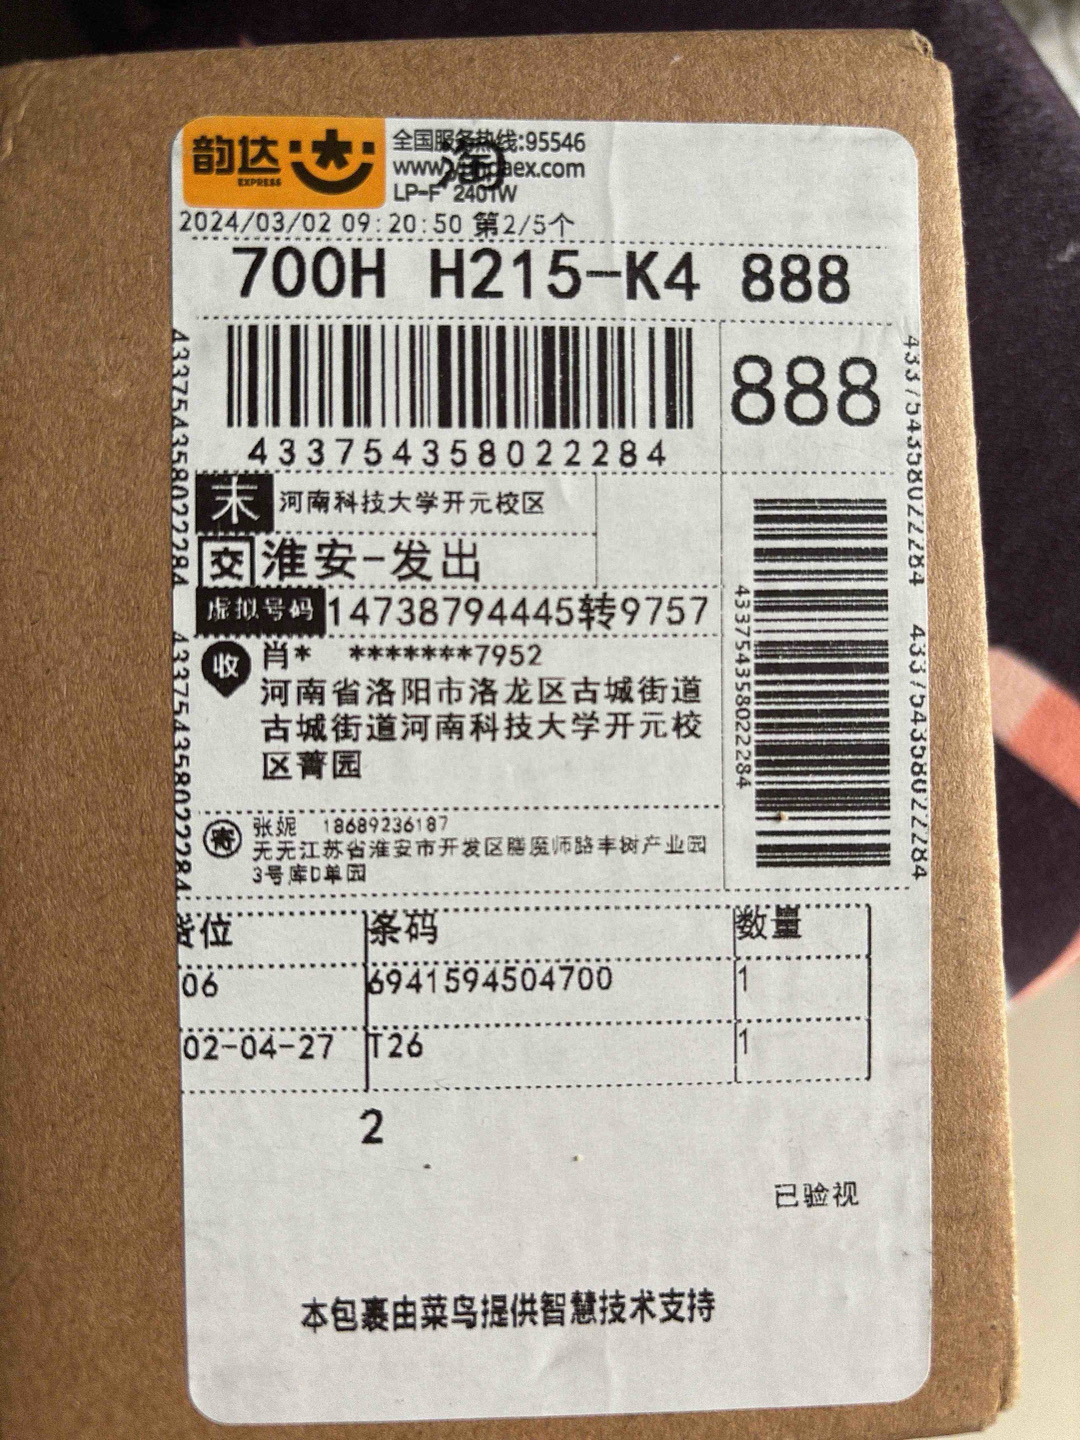 韵达
EXPRESS
全国服务热线:95546
www.yundaex.com
淘
LP-F 2401W
2024/03/02 09:20:50 第2/5个
700H H215-K4 888
888
433754358022284
末 河南科技大学开元校区
交 淮安-发出
虚拟号码 14738794445转9757
收 肖* *******7952
河南省洛阳市洛龙区古城街道
古城街道河南科技大学开元校
区菁园
寄 张妮 18689236187
无无江苏省淮安市开发区膳魔师路丰树产业园
3号库D单园
433754358022284
433754358022284
433754358022284
433754358022284
433754358022284
货位 条码 数量
06 6941594504700 1
02-04-27 T26 1
2
已验视
本包裹由菜鸟提供智慧技术支持